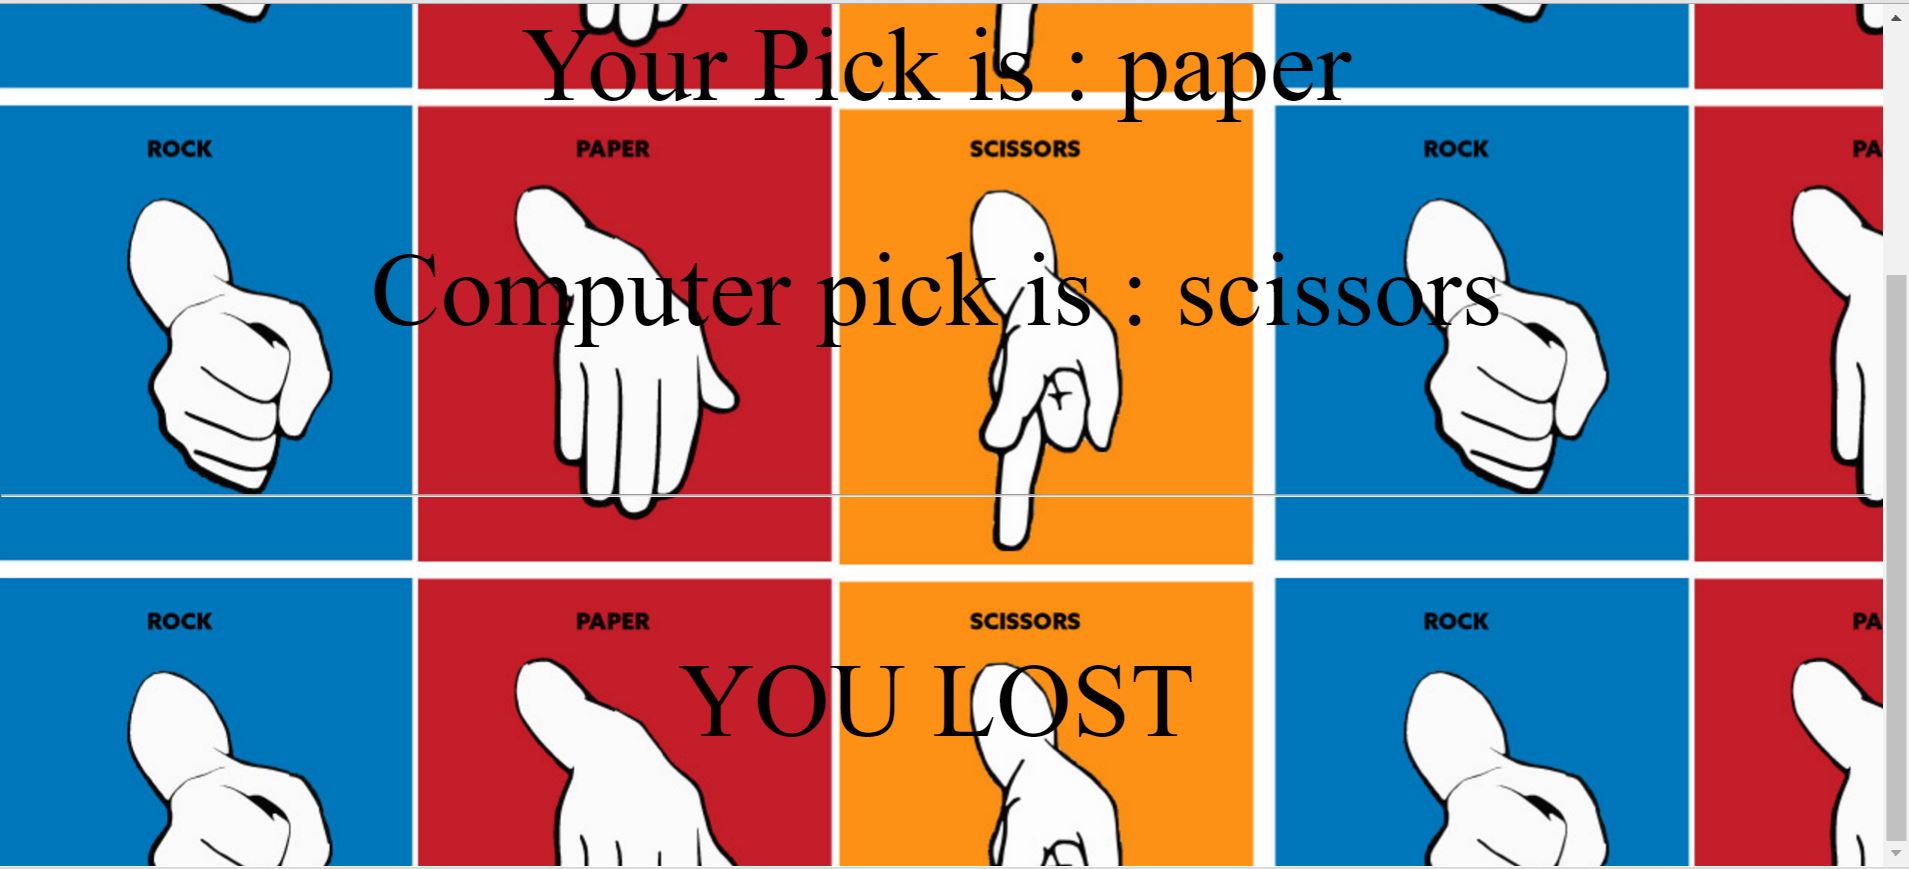 Your Pick is : paper
ROCK PAPER SCISSORS ROCK PA
Computer pick is : scissors
ROCK PAPER SCISSORS ROCK PA
YOU LOST